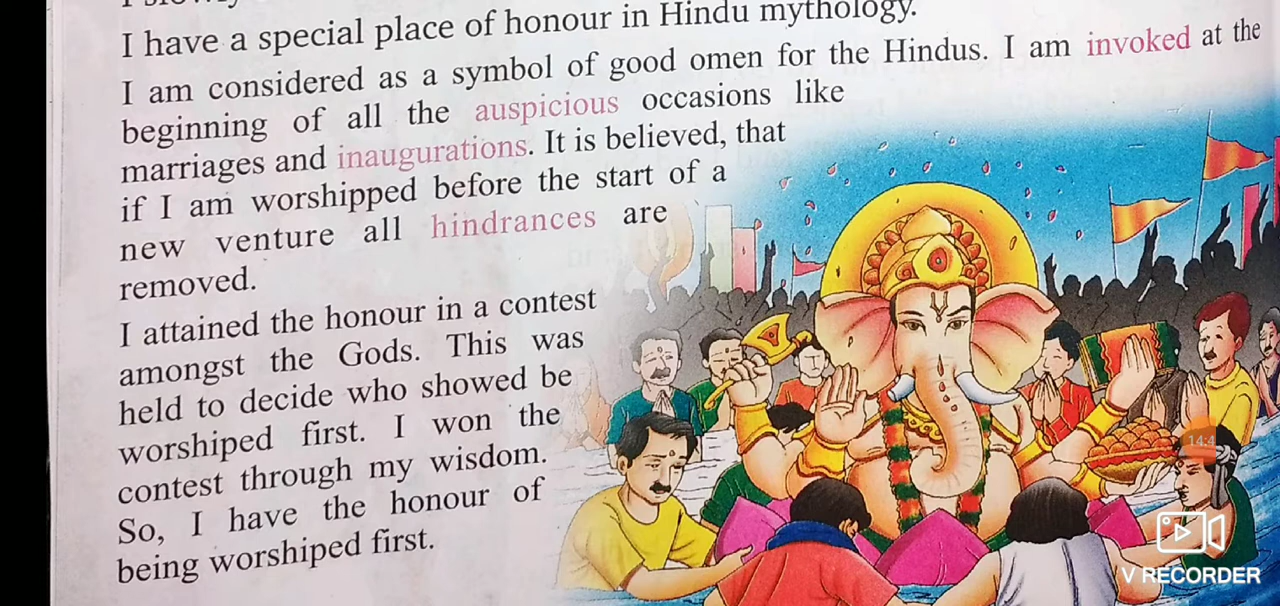 I have a special place of honour in Hindu mythology.
I am considered as a symbol of good omen for the Hindus. I am invoked at the
beginning of all the auspicious occasions like
marriages and inaugurations. It is believed, that
if I am worshipped before the start of a
new venture all hindrances are
removed.
I attained the honour in a contest
amongst the Gods. This was
held to decide who showed be
worshiped first. I won the
contest through my wisdom.
So, I have the honour of
being worshiped first.
14:4
V RECORDER